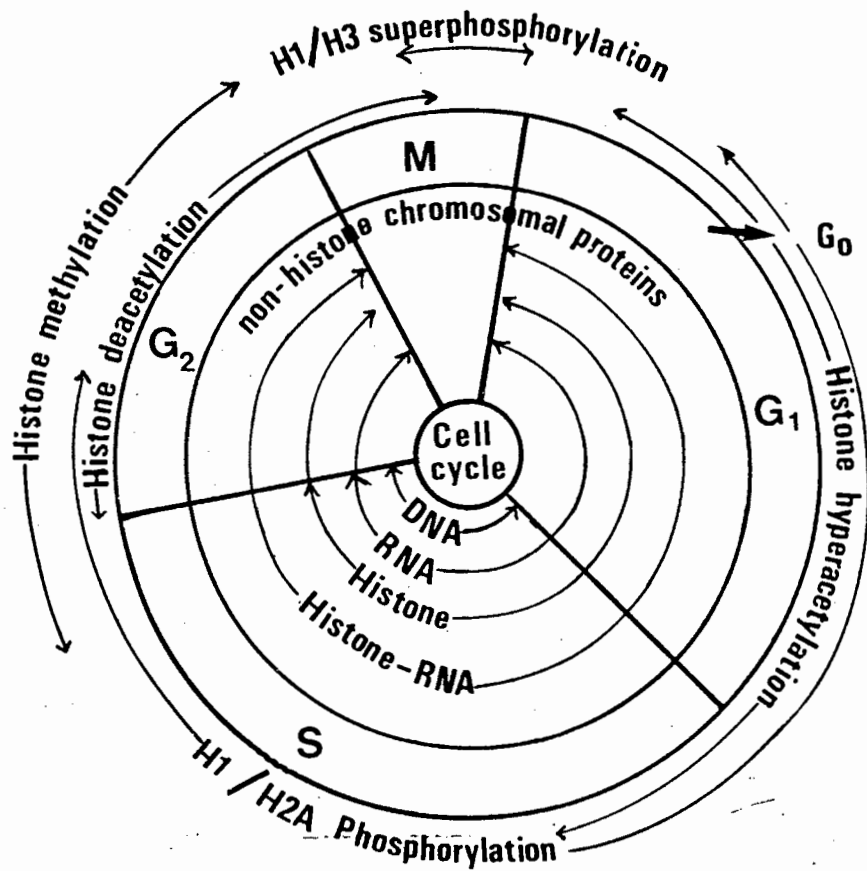 H1/H3 superphosphorylation
M
non-histone chromosomal proteins
G0
Histone methylation
Histone deacetylation
G2
G1
Histone hyperacetylation
Cell
cycle
DNA
RNA
Histone
Histone-RNA
S
H1/H2A Phosphorylation